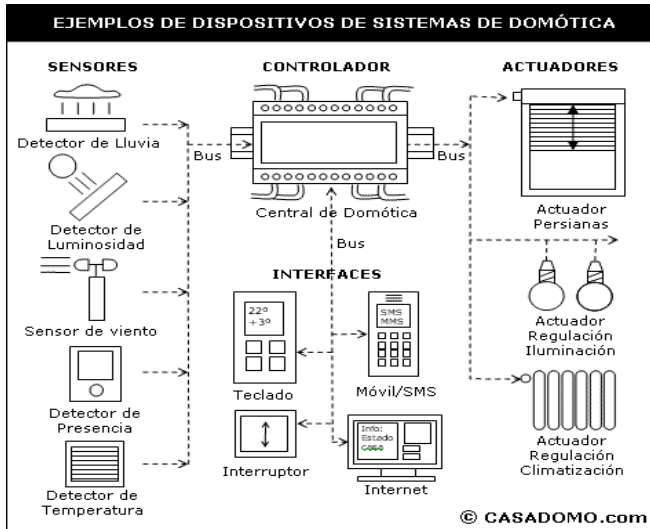 EJEMPLOS DE DISPOSITIVOS DE SISTEMAS DE DOMÓTICA
SENSORES
Detector de Lluvia
Detector de
Luminosidad
Sensor de viento
Detector de
Presencia
Detector de
Temperatura
Bus
CONTROLADOR
Central de Domótica
Bus
INTERFACES
22º
+3º
Teclado
SMS
MMS
Móvil/SMS
Interruptor
Info:
Estado
casa
Internet
Bus
ACTUADORES
Actuador
Persianas
Actuador
Regulación
Iluminación
Actuador
Regulación
Climatización
© CASADOMO.com